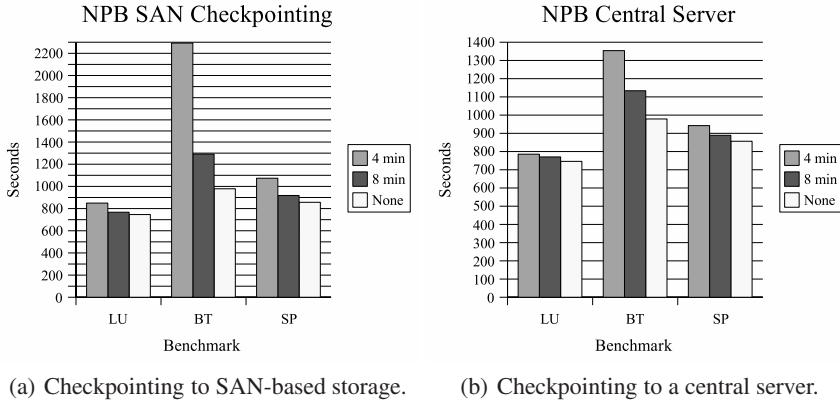 NPB SAN Checkpointing
2200
2000
1800
1600
1400
1200
1000
800
600
400
200
0
Seconds
LU BT SP
Benchmark
4 min
8 min
None
(a) Checkpointing to SAN-based storage.
NPB Central Server
1400
1300
1200
1100
1000
900
800
700
600
500
400
300
200
100
0
Seconds
LU BT SP
Benchmark
4 min
8 min
None
(b) Checkpointing to a central server.